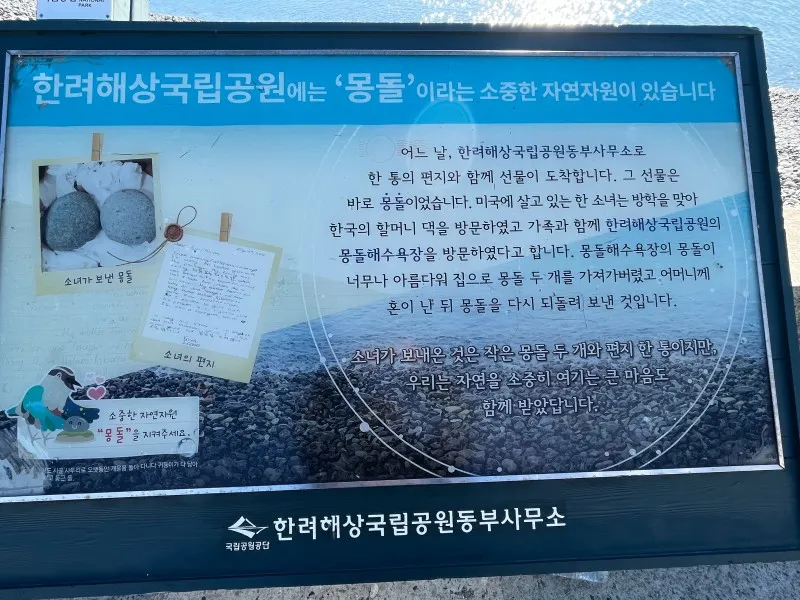 NATIONAL
PARK
한려해상국립공원에는 '몽돌'이라는 소중한 자연자원이 있습니다
소녀가 보낸 몽돌
소녀의 편지
어느 날, 한려해상국립공원동부사무소로
한 통의 편지와 함께 선물이 도착합니다. 그 선물은
바로 몽돌이었습니다. 미국에 살고 있는 한 소녀는 방학을 맞아
한국의 할머니 댁을 방문하였고 가족과 함께 한려해상국립공원의
몽돌해수욕장을 방문하였다고 합니다. 몽돌해수욕장의 몽돌이
너무나 아름다워 집으로 몽돌 두 개를 가져가버렸고 어머니께
혼이 난 뒤 몽돌을 다시 되돌려 보낸 것입니다.
소녀가 보내온 것은 작은 몽돌 두 개와 편지 한 통이지만,
우리는 자연을 소중히 여기는 큰 마음도
함께 받았답니다.
소중한 자연자원
"몽돌"을 지켜주세요.
국립공원공단
한려해상국립공원동부사무소